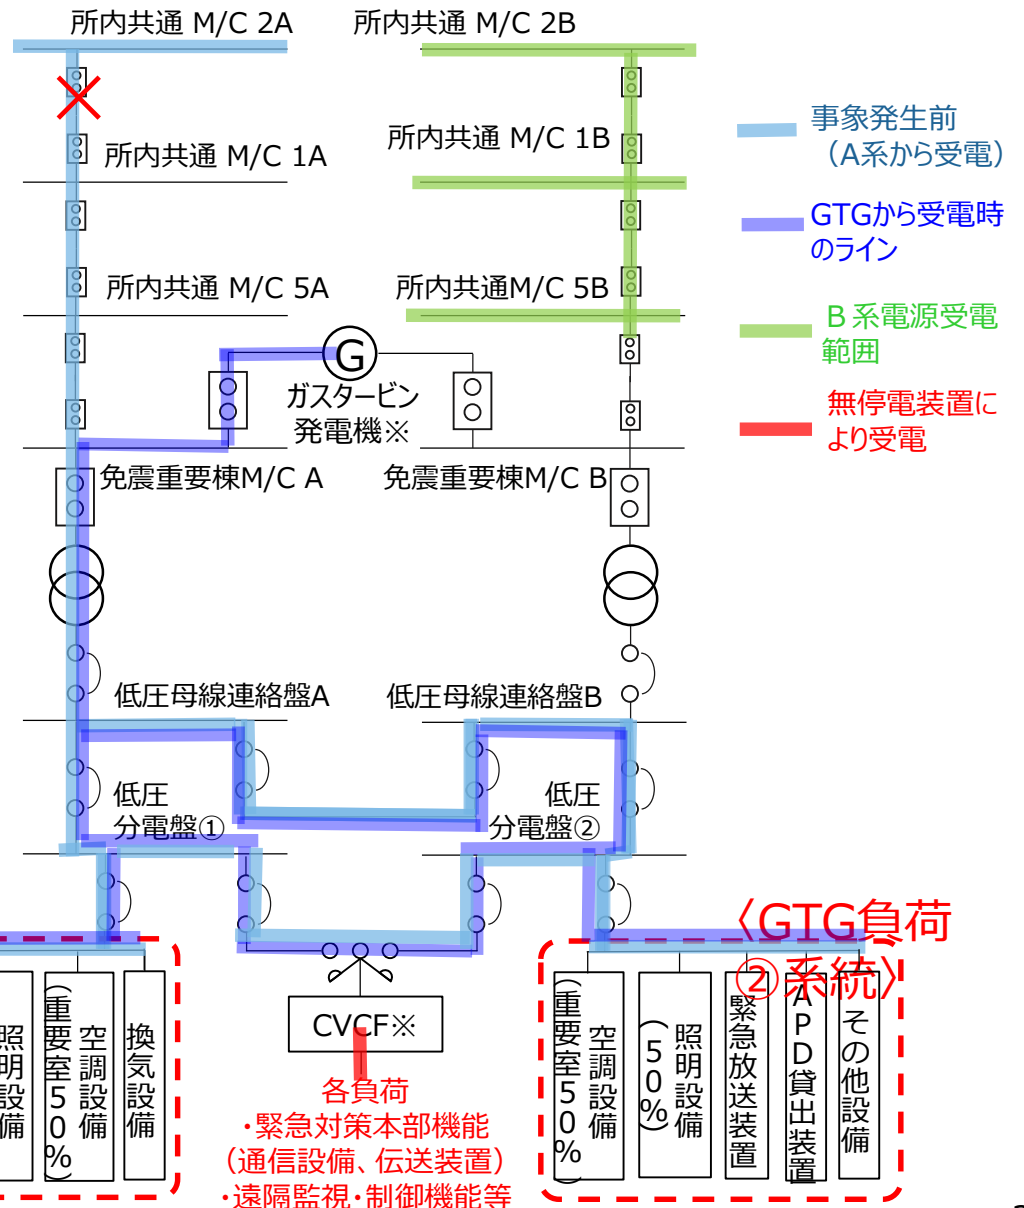 所内共通 M/C 2A
所内共通 M/C 2B
事象発生前
（A系から受電）
所内共通 M/C 1A
所内共通 M/C 1B
GTGから受電時
のライン
所内共通 M/C 5A
所内共通M/C 5B
Ｂ系電源受電
範囲
G
ガスタービン
発電機※
無停電装置に
より受電
免震重要棟M/C A
免震重要棟M/C B
低圧母線連絡盤A
低圧母線連絡盤B
低圧
分電盤①
低圧
分電盤②
〈GTG負荷
②系統〉
照明設備
空調設備
（重要室50%）
換気設備
CVCF※
各負荷
・緊急対策本部機能
（通信設備、伝送装置）
・遠隔監視・制御機能等
空調設備
（重要室50%）
照明設備
（50%）
緊急放送装置
APD貸出装置
その他設備